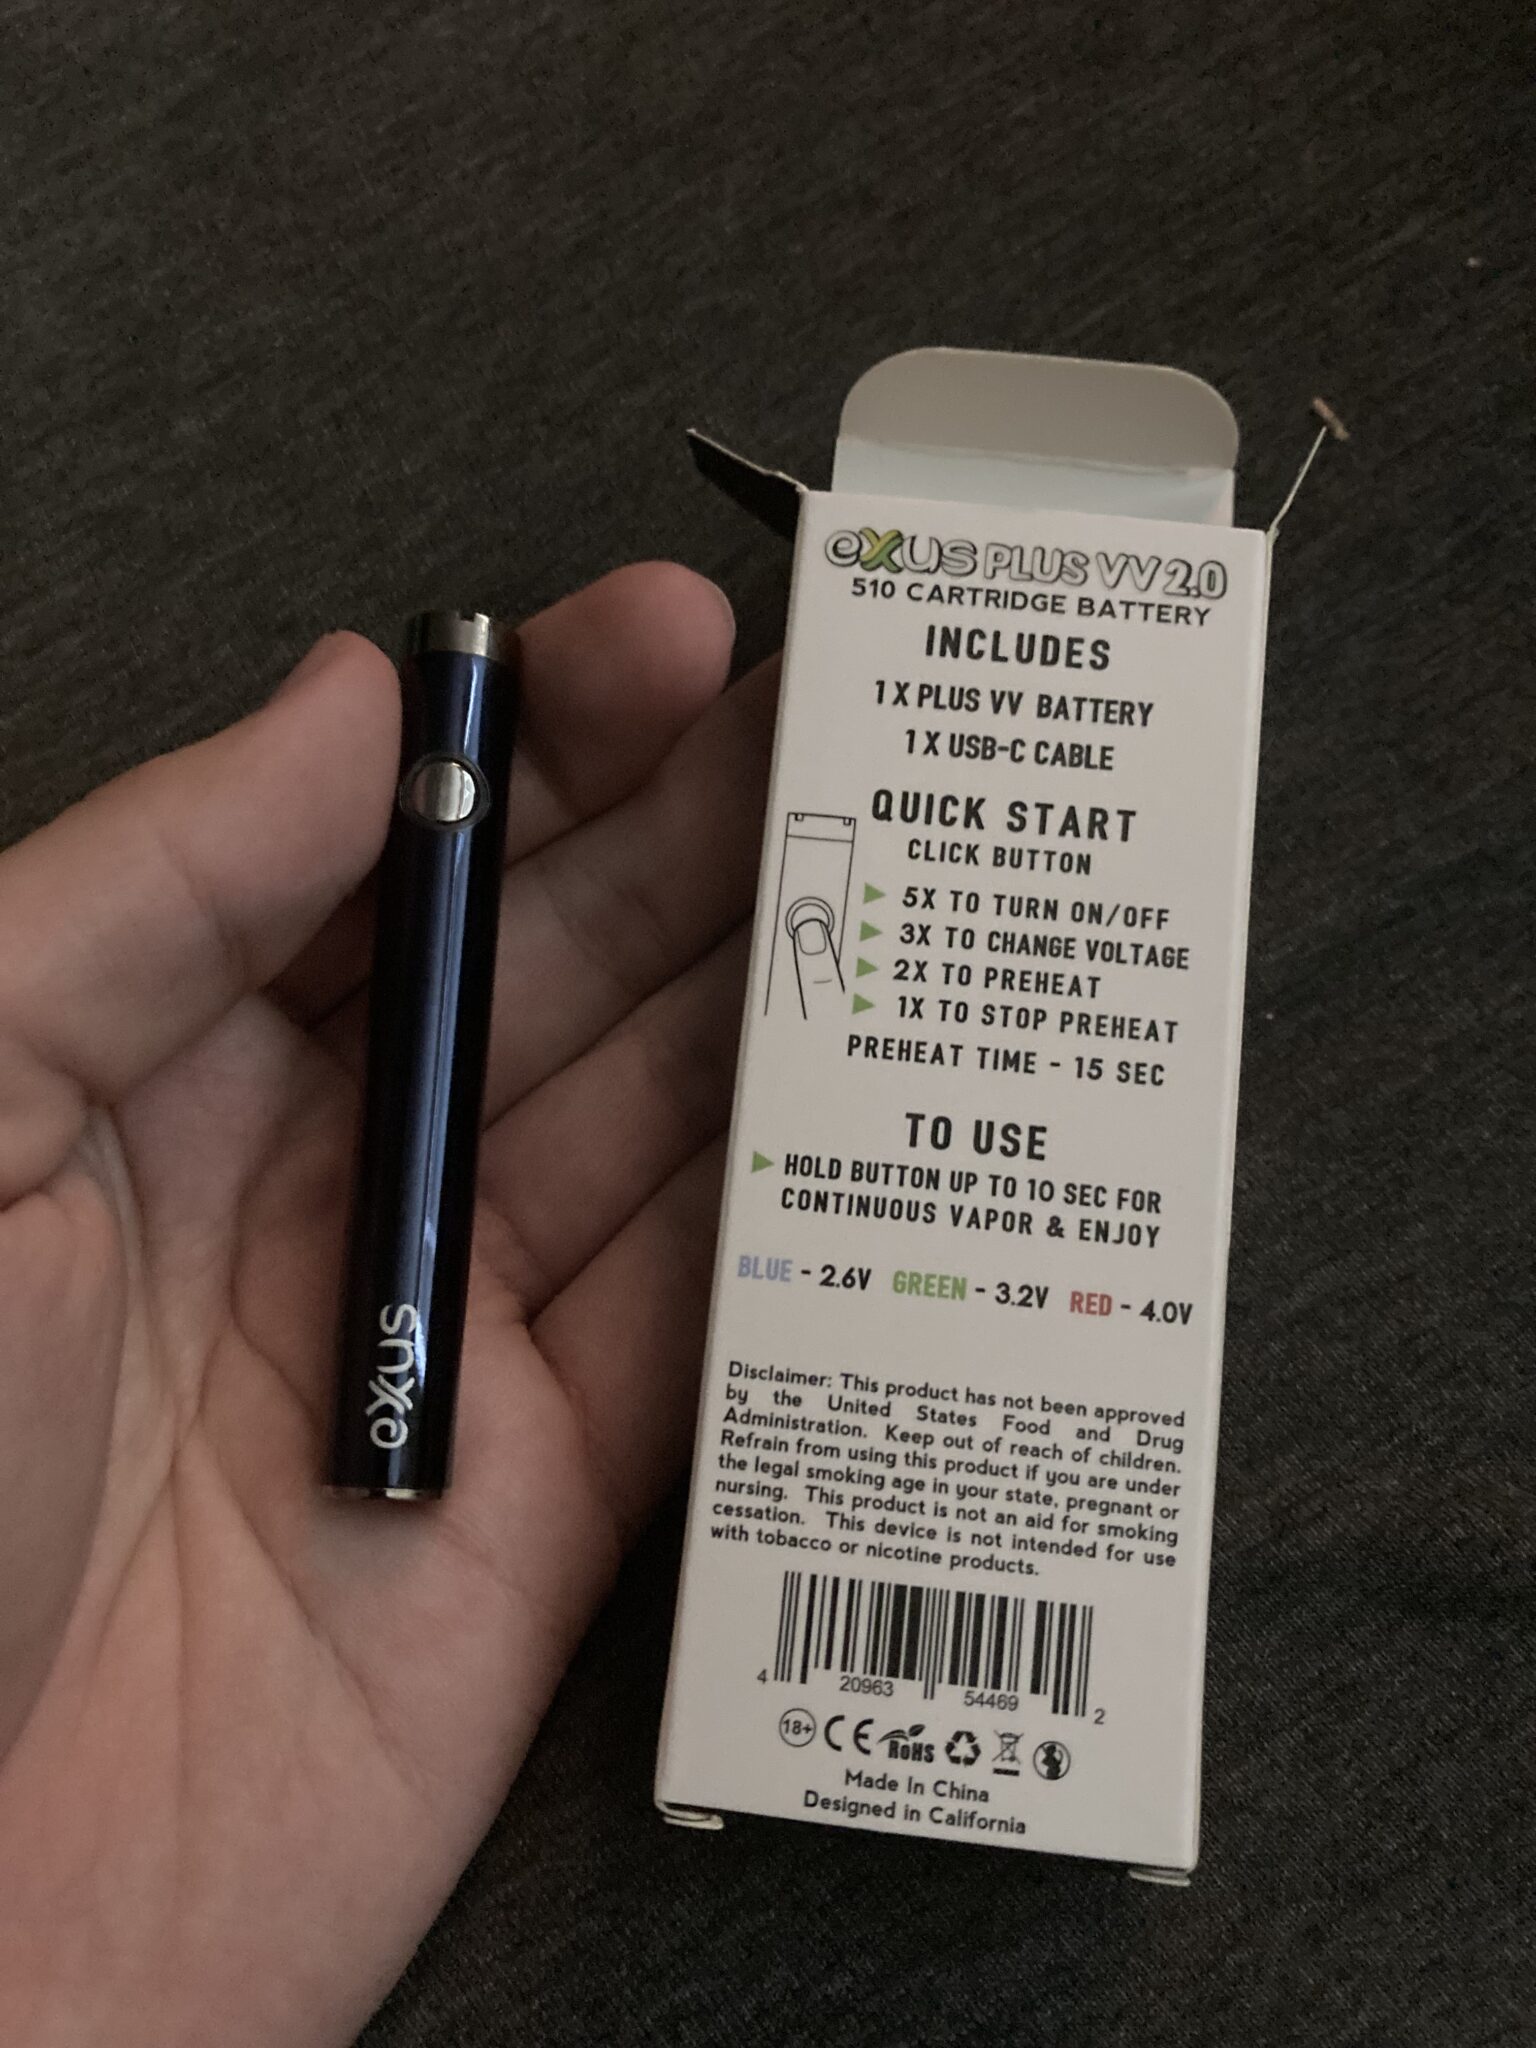 exus
exus PLUS VV 2.0
510 CARTRIDGE BATTERY
INCLUDES
1 X PLUS VV BATTERY
1 X USB-C CABLE
QUICK START
CLICK BUTTON
5X TO TURN ON/OFF
3X TO CHANGE VOLTAGE
2X TO PREHEAT
1X TO STOP PREHEAT
PREHEAT TIME - 15 SEC
TO USE
HOLD BUTTON UP TO 10 SEC FOR
CONTINUOUS VAPOR & ENJOY
BLUE - 2.6V GREEN - 3.2V RED - 4.0V
Disclaimer: This product has not been approved
by the United States Food and Drug
Administration. Keep out of reach of children.
Refrain from using this product if you are under
the legal smoking age in your state, pregnant or
nursing. This product is not an aid for smoking
cessation. This device is not intended for use
with tobacco or nicotine products.
4 20963 54469 2
18+ CE RoHS
Made In China
Designed in California